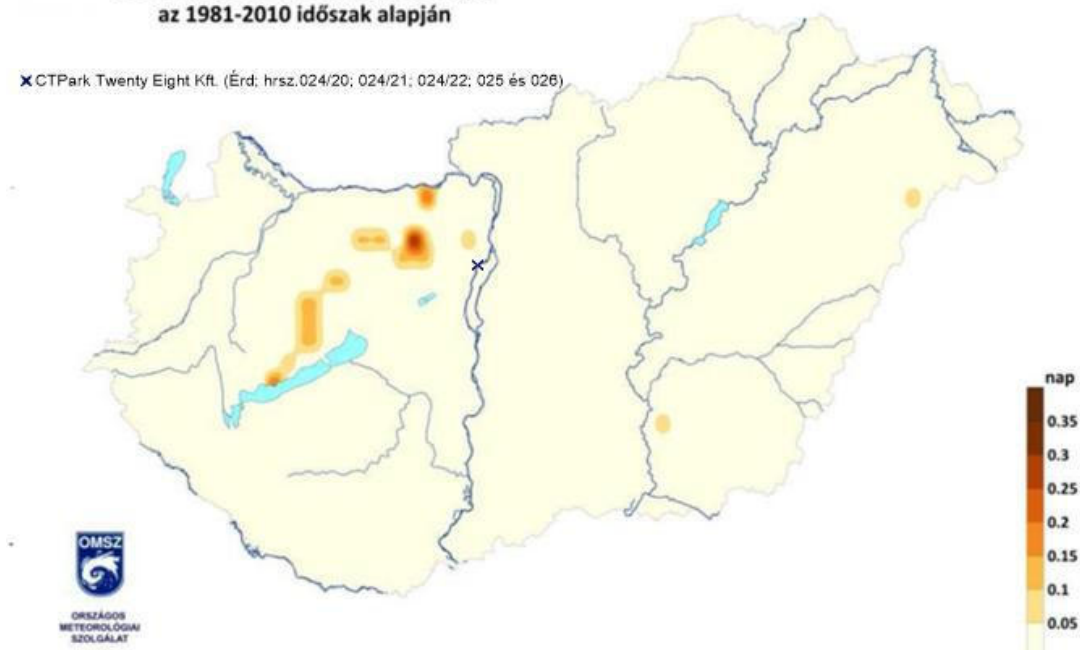 az 1981-2010 időszak alapján
CTPark Twenty Eight Kft. (Érd; hrsz.024/20; 024/21; 024/22; 025 és 026)
nap
0.35
0.3
0.25
0.2
0.15
0.1
0.05
OMSZ
ORSZÁGOS
METEOROLÓGIAI
SZOLGÁLAT